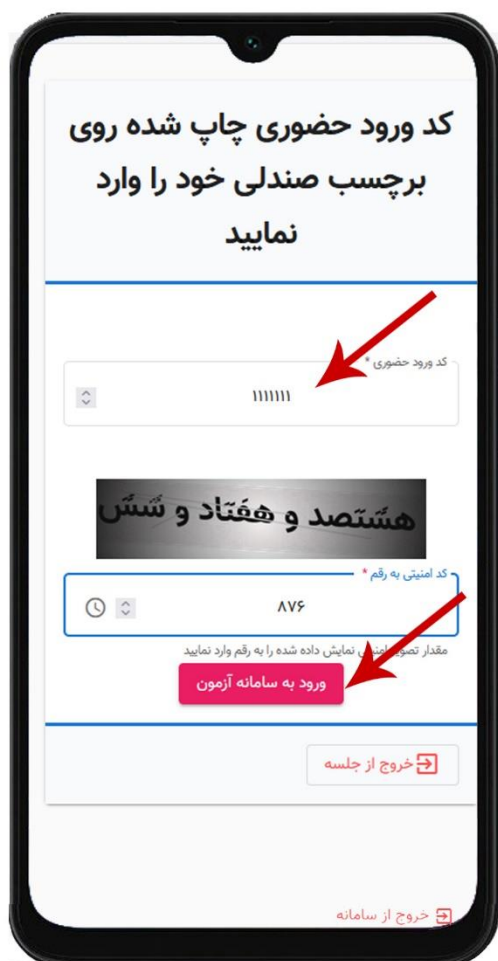 کد ورود حضوری چاپ شده روی
برچسب صندلی خود را وارد
نمایید
کد ورود حضوری *
۱۱۱۱۱۱۱
هشتصد و هفتاد و شش
کد امنیتی به رقم *
۸۷۶
مقدار تصویر امنیتی نمایش داده شده را به رقم وارد نمایید
ورود به سامانه آزمون
خروج از جلسه
خروج از سامانه